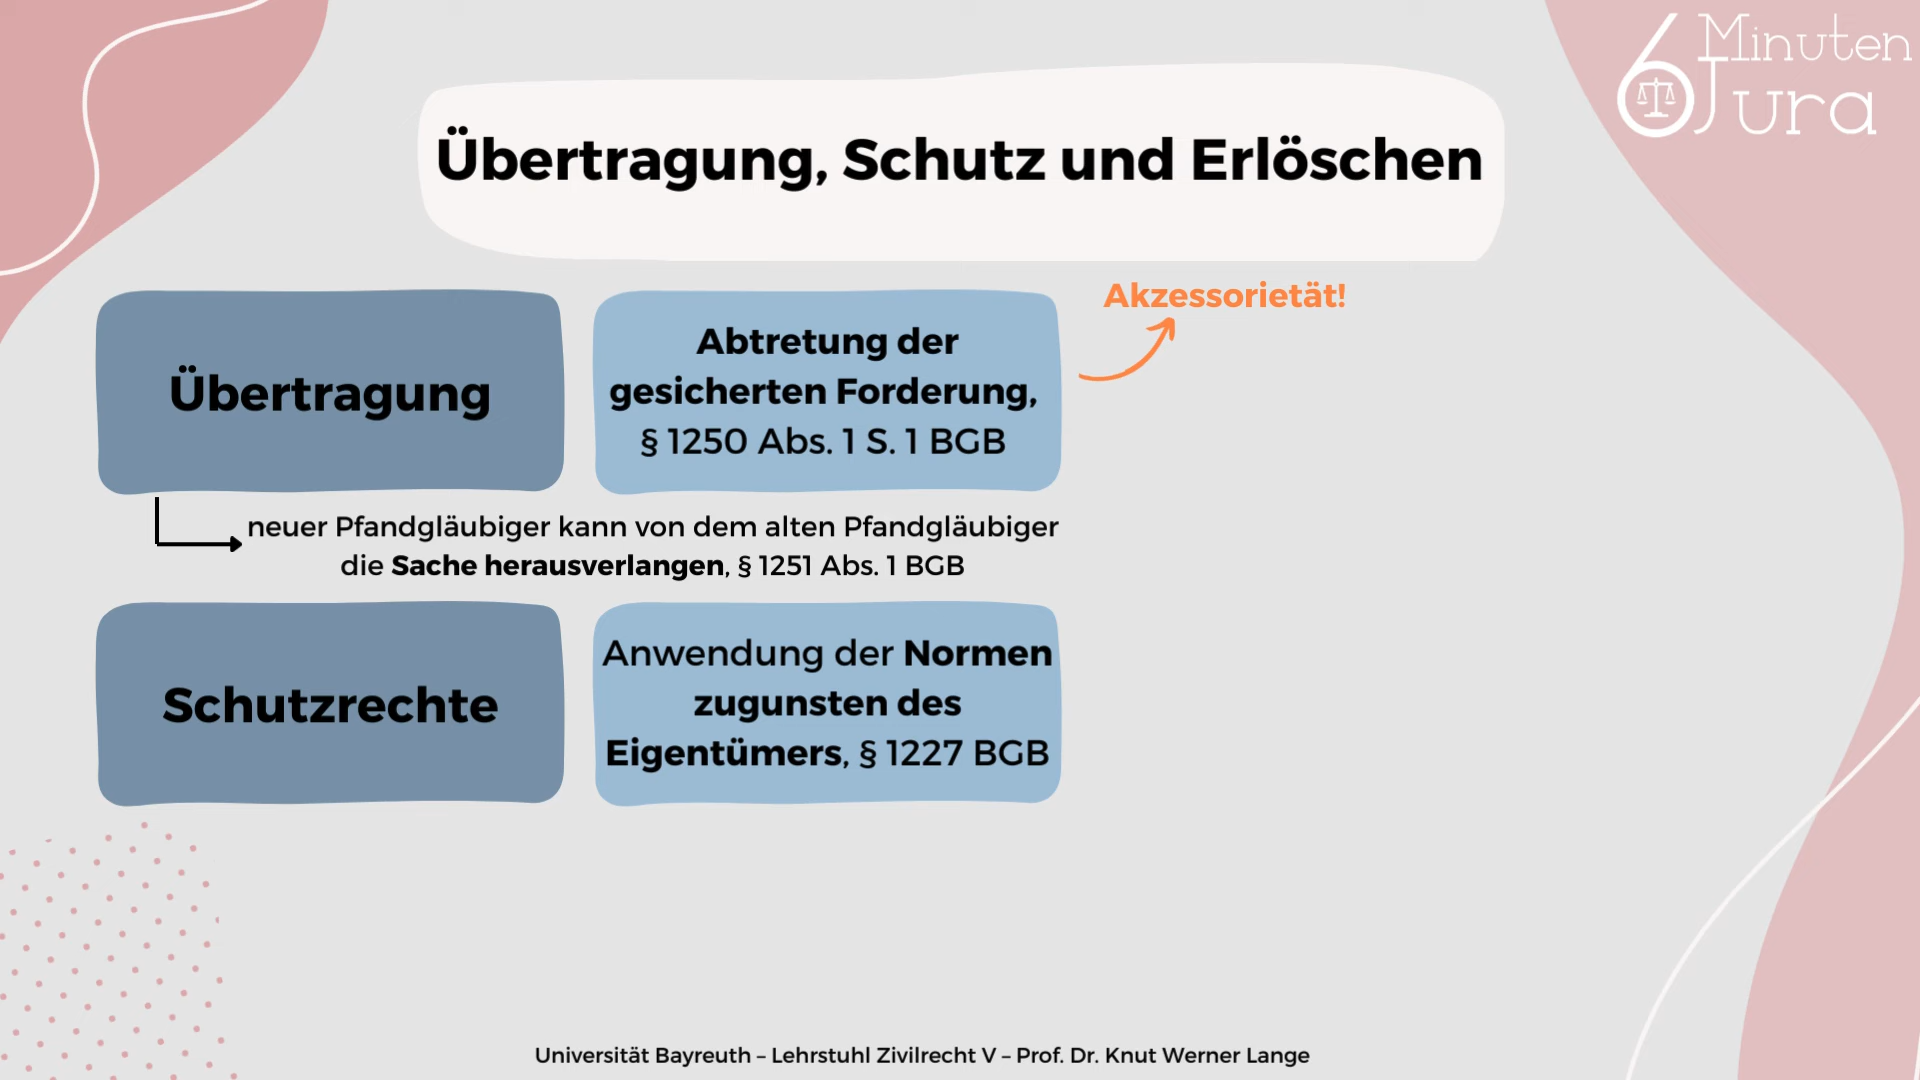 6 Minuten
Jura
Übertragung, Schutz und Erlöschen
Akzessorietät!
Übertragung
Abtretung der
gesicherten Forderung,
§ 1250 Abs. 1 S. 1 BGB
neuer Pfandgläubiger kann von dem alten Pfandgläubiger
die Sache herausverlangen, § 1251 Abs. 1 BGB
Schutzrechte
Anwendung der Normen
zugunsten des
Eigentümers, § 1227 BGB
Universität Bayreuth – Lehrstuhl Zivilrecht V – Prof. Dr. Knut Werner Lange